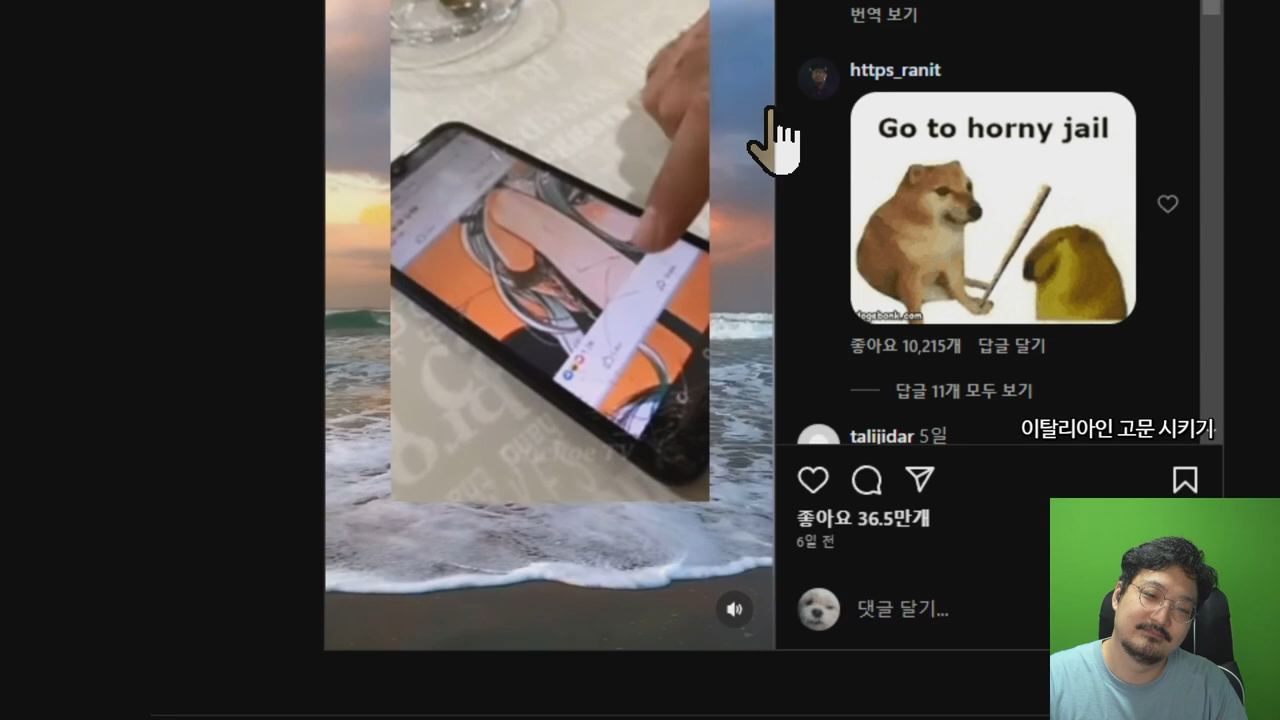 번역 보기
https_ranit
Go to horny jail
dogebonk.com
좋아요 10,215개 답글 달기
답글 11개 모두 보기
talijidar 5일
이탈리아인 고문 시키기
좋아요 36.5만개
6일 전
댓글 달기...